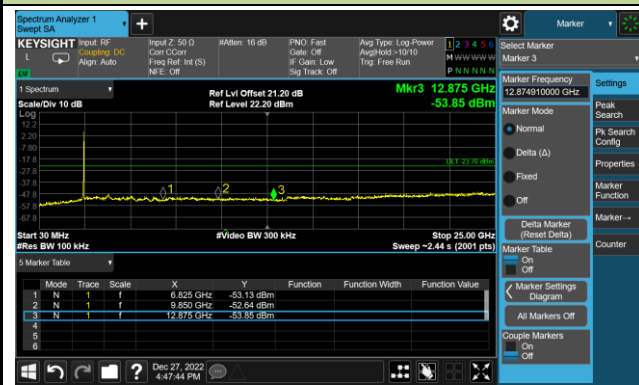 Spectrum Analyzer 1
Swept SA
+
Marker
KEYSIGHT
L
Input: RF
Coupling: DC
Align: Auto
Input Z: 50 Ω
Corr CCorr
Freq Ref: Int (S)
NFE: Off
#Atten: 16 dB
PNO: Fast
Gate: Off
IF Gain: Low
Sig Track: Off
Avg Type: Log-Power
Avg|Hold:>10/10
Trig: Free Run
1 2 3 4 5 6
M W W W W W
P N N N N N
Select Marker
Marker 3
1 Spectrum
Scale/Div 10 dB
Log
Ref Lvl Offset 21.20 dB
Ref Level 22.20 dBm
Mkr3 12.875 GHz
-53.85 dBm
12.2
2.20
-7.80
-17.8
-27.8
-37.8
-47.8
-57.8
-67.8
DL1 -23.70 dBm
1
2
3
Start 30 MHz
#Res BW 100 kHz
#Video BW 300 kHz
Stop 25.00 GHz
Sweep ~2.44 s (2001 pts)
5 Marker Table
Mode Trace Scale X Y Function Function Width Function Value
1 N 1 f 6.825 GHz -53.13 dBm
2 N 1 f 9.850 GHz -52.64 dBm
3 N 1 f 12.875 GHz -53.85 dBm
4
5
6
Marker Frequency
12.874910000 GHz
Marker Mode
Normal
Delta (Δ)
Fixed
Off
Delta Marker
(Reset Delta)
Marker Table
On
Off
Marker Settings
Diagram
All Markers Off
Couple Markers
On
Off
Settings
Peak
Search
Pk Search
Config
Properties
Marker
Function
Marker→
Counter
?
Dec 27, 2022
4:47:44 PM